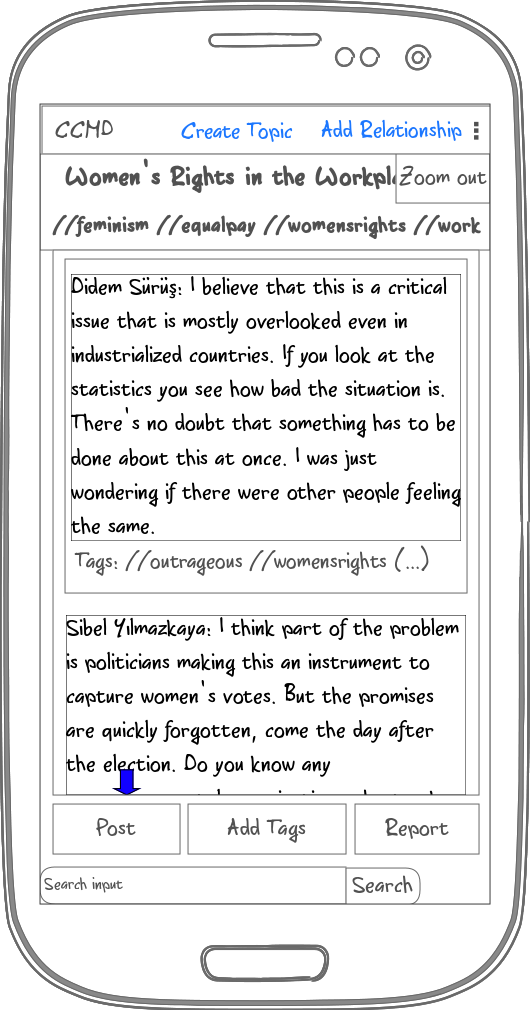 CCMD Create Topic Add Relationship
Women's Rights in the Workpl Zoom out
//feminism //equalpay //womensrights //work
Didem Sürüş: I believe that this is a critical
issue that is mostly overlooked even in
industrialized countries. If you look at the
statistics you see how bad the situation is.
There's no doubt that something has to be
done about this at once. I was just
wondering if there were other people feeling
the same.
Tags: //outrageous //womensrights (...)
Sibel Yılmazkaya: I think part of the problem
is politicians making this an instrument to
capture women's votes. But the promises
are quickly forgotten, come the day after
the election. Do you know any
Post Add Tags Report
Search input Search